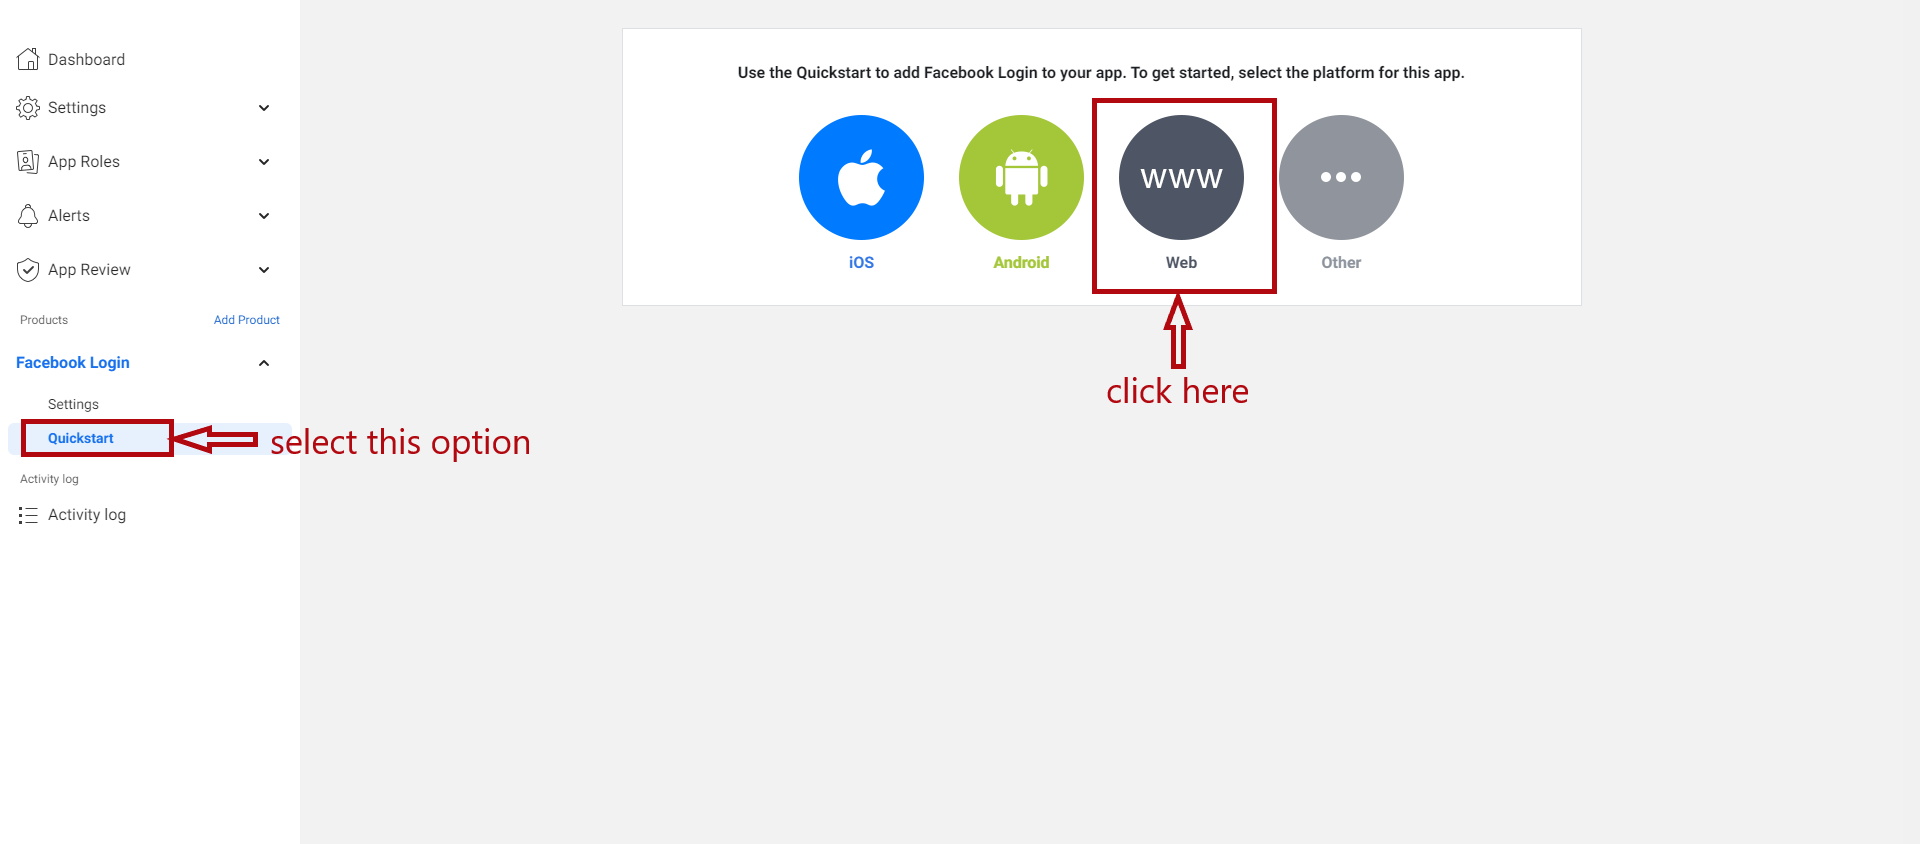 Dashboard
Settings
App Roles
Alerts
App Review
Products Add Product
Facebook Login
Settings
Quickstart
select this option
Activity log
Activity log
Use the Quickstart to add Facebook Login to your app. To get started, select the platform for this app.
www
iOS Android Web Other
click here